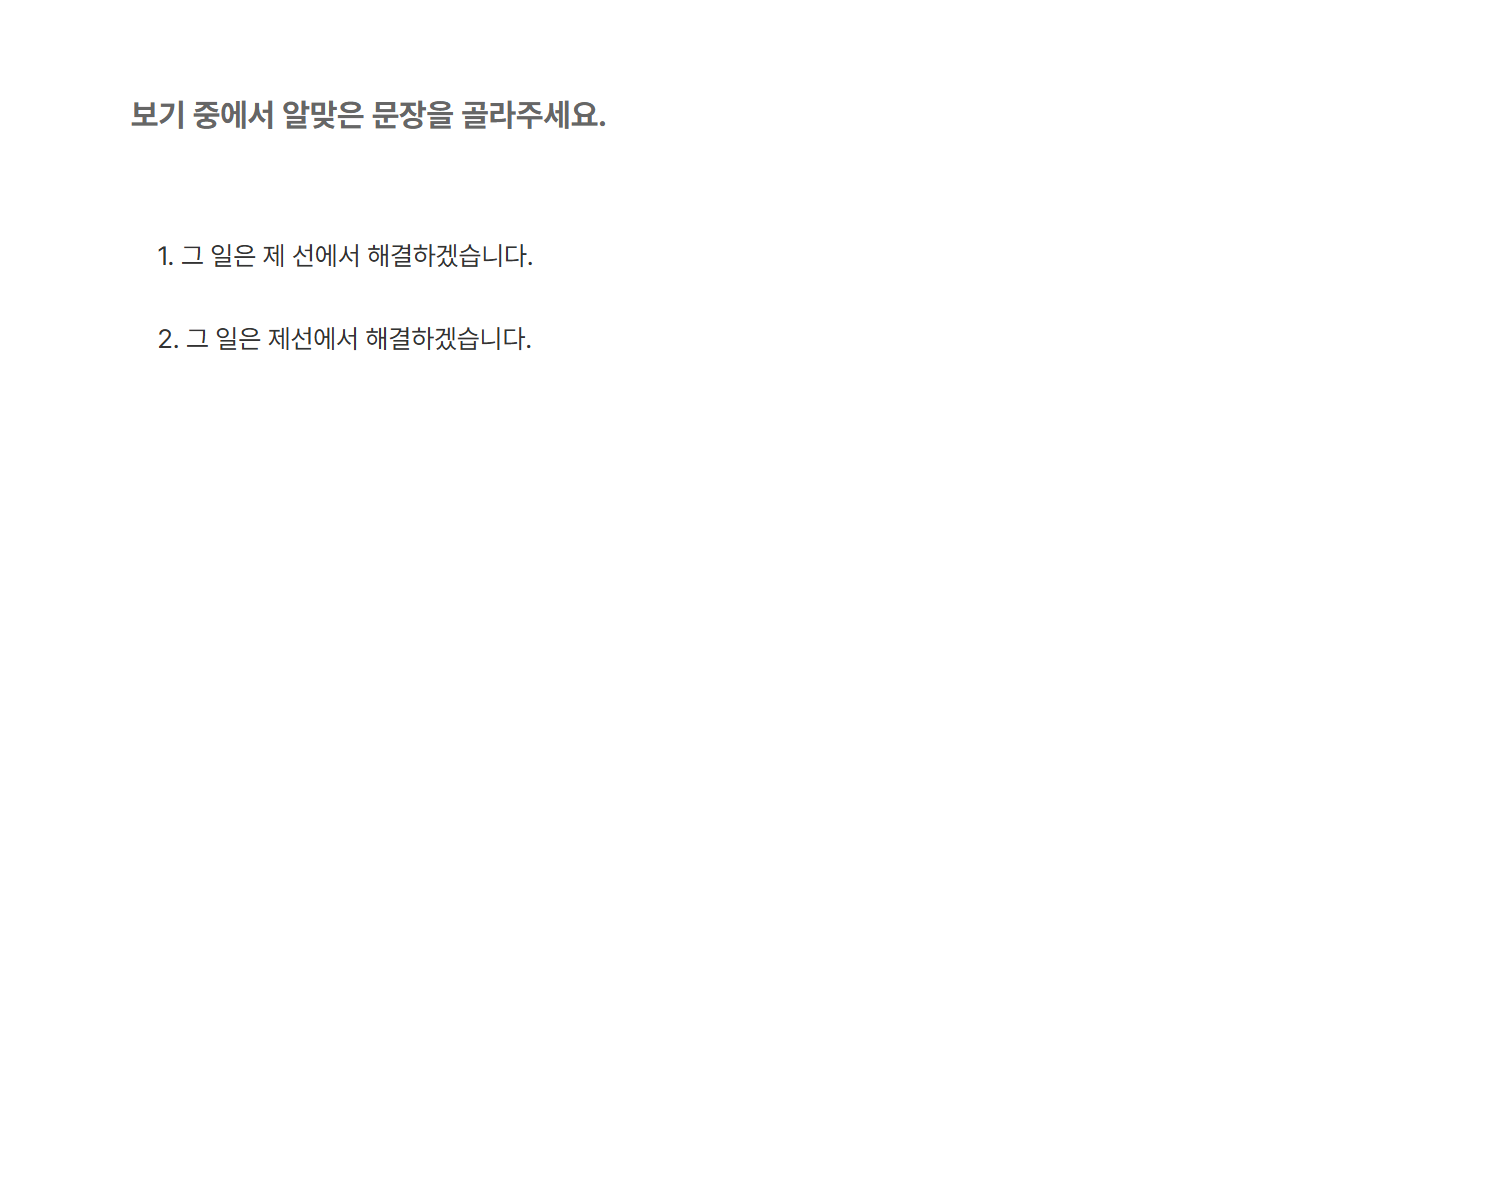 보기 중에서 알맞은 문장을 골라주세요.
1. 그 일은 제 선에서 해결하겠습니다.
2. 그 일은 제선에서 해결하겠습니다.